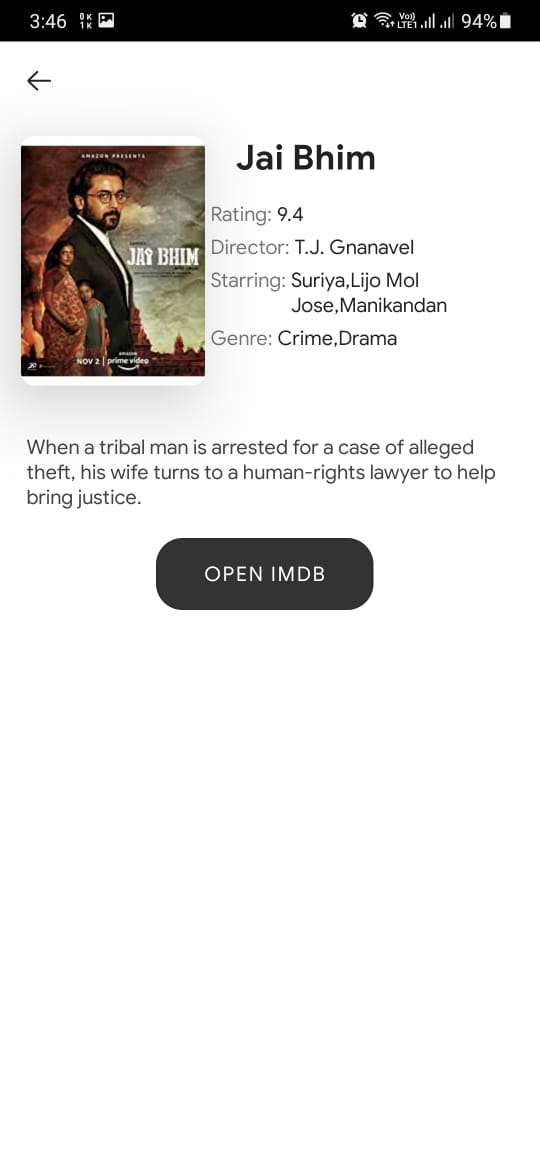 3:46
0K
1K
Vo))
LTE1
94%
Jai Bhim
AMAZON PRESENTS
JAI BHIM
NOV 2 | prime video
amazon
Rating: 9.4
Director: T.J. Gnanavel
Starring: Suriya,Lijo Mol
Jose,Manikandan
Genre: Crime,Drama
When a tribal man is arrested for a case of alleged
theft, his wife turns to a human-rights lawyer to help
bring justice.
OPEN IMDB